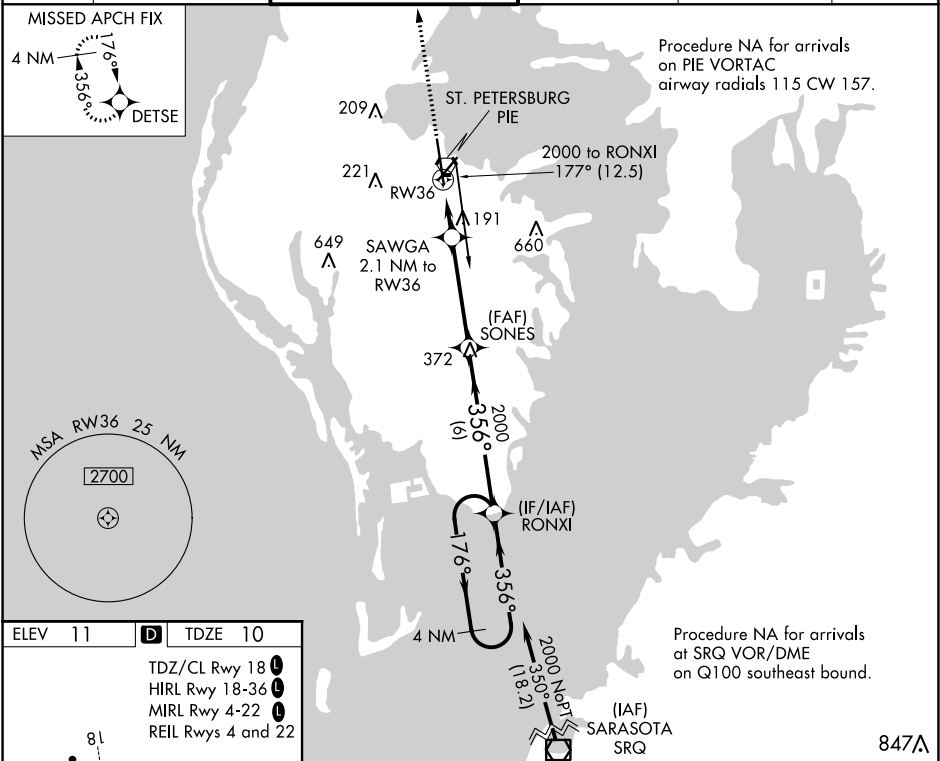 MISSED APCH FIX
4 NM
176°
356°
DETSE
Procedure NA for arrivals
on PIE VORTAC
airway radials 115 CW 157.
209
ST. PETERSBURG
PIE
2000 to RONXI
177° (12.5)
221
RW36
191
660
649
SAWGA
2.1 NM to
RW36
(FAF)
SONES
372
2000
356°
(6)
MSA RW36 25 NM
2700
(IF/IAF)
RONXI
176°
356°
4 NM
2000 NoPT
350°
(18.2)
Procedure NA for arrivals
at SRQ VOR/DME
on Q100 southeast bound.
(IAF)
SARASOTA
SRQ
847
ELEV 11 D TDZE 10
TDZ/CL Rwy 18 L
HIRL Rwy 18-36 L
MIRL Rwy 4-22 L
REIL Rwys 4 and 22
18